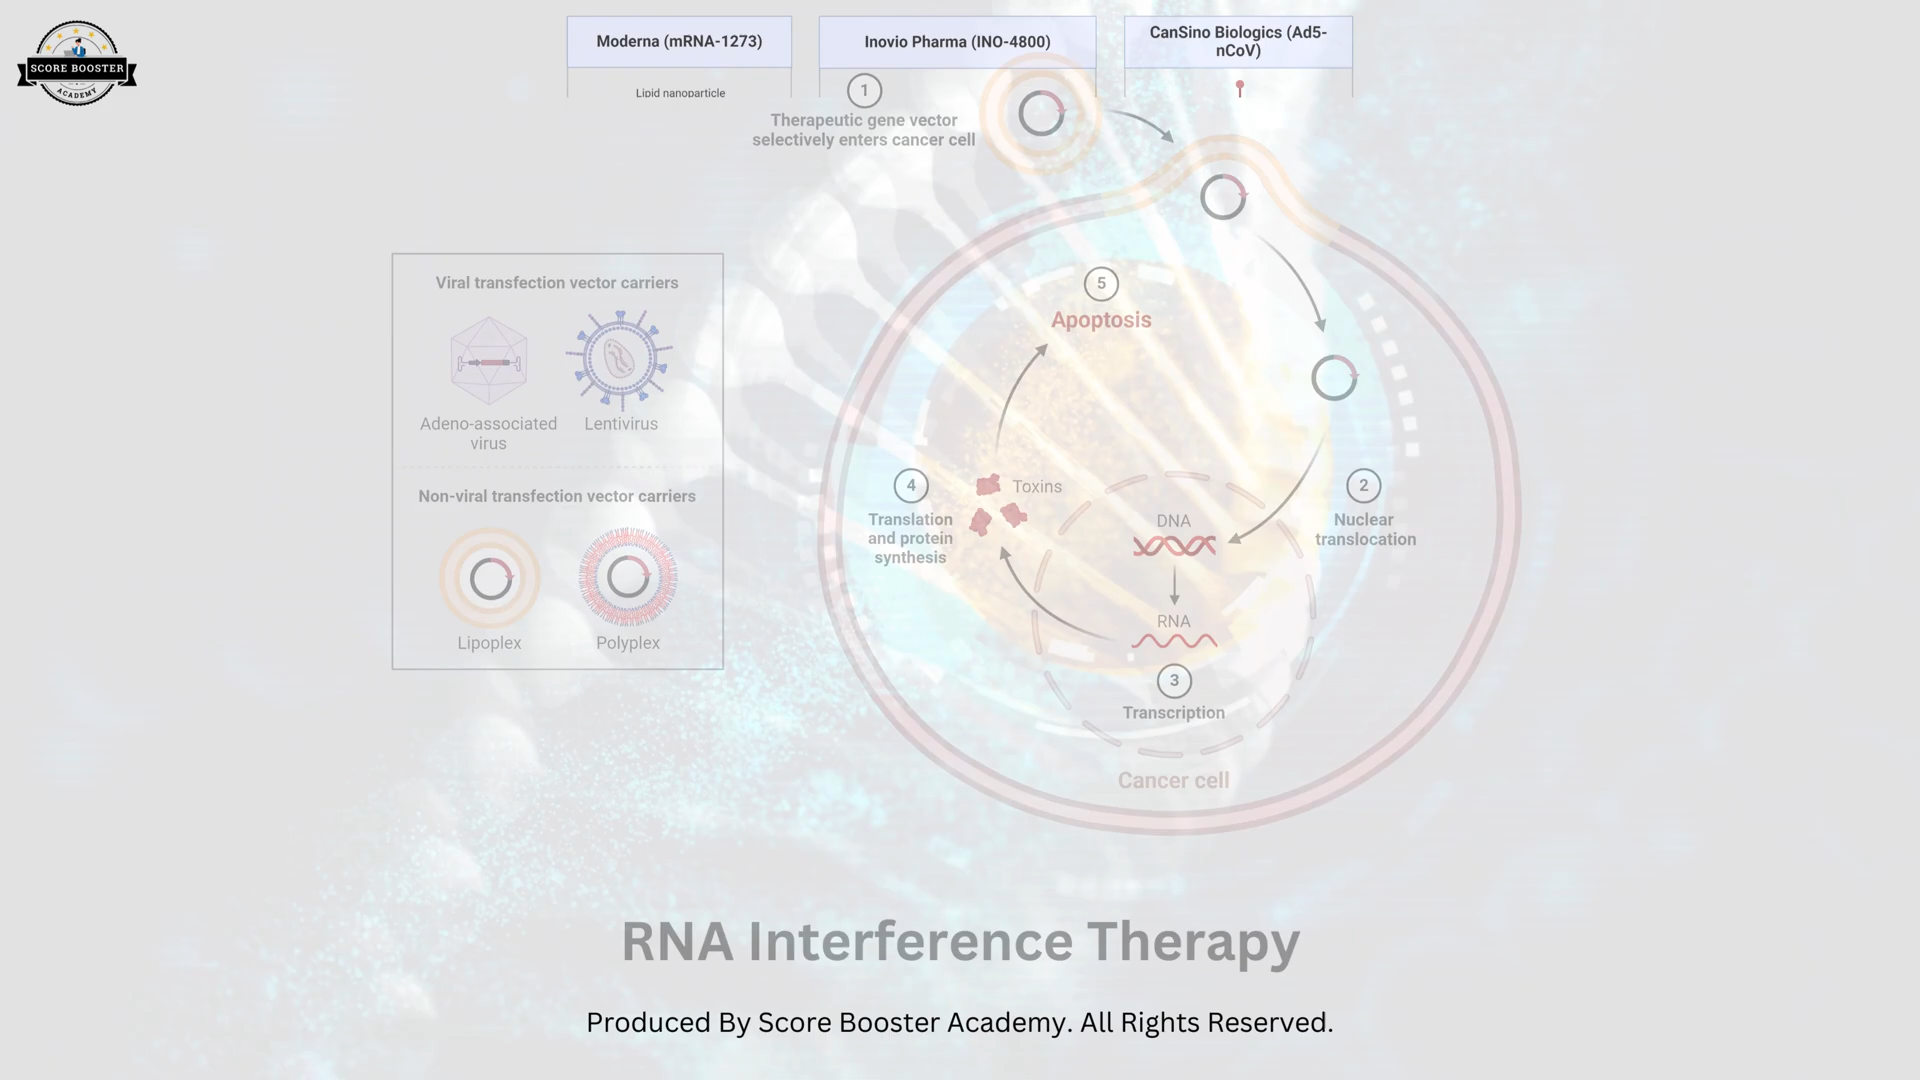 SCORE BOOSTER
ACADEMY
Moderna (mRNA-1273)
Inovio Pharma (INO-4800)
CanSino Biologics (Ad5-
nCoV)
Lipid nanoparticle
1
Therapeutic gene vector
selectively enters cancer cell
Viral transfection vector carriers
Adeno-associated
virus
Lentivirus
Non-viral transfection vector carriers
Lipoplex
Polyplex
5
Apoptosis
4
Translation
and protein
synthesis
Toxins
DNA
RNA
2
Nuclear
translocation
3
Transcription
Cancer cell
RNA Interference Therapy
Produced By Score Booster Academy. All Rights Reserved.